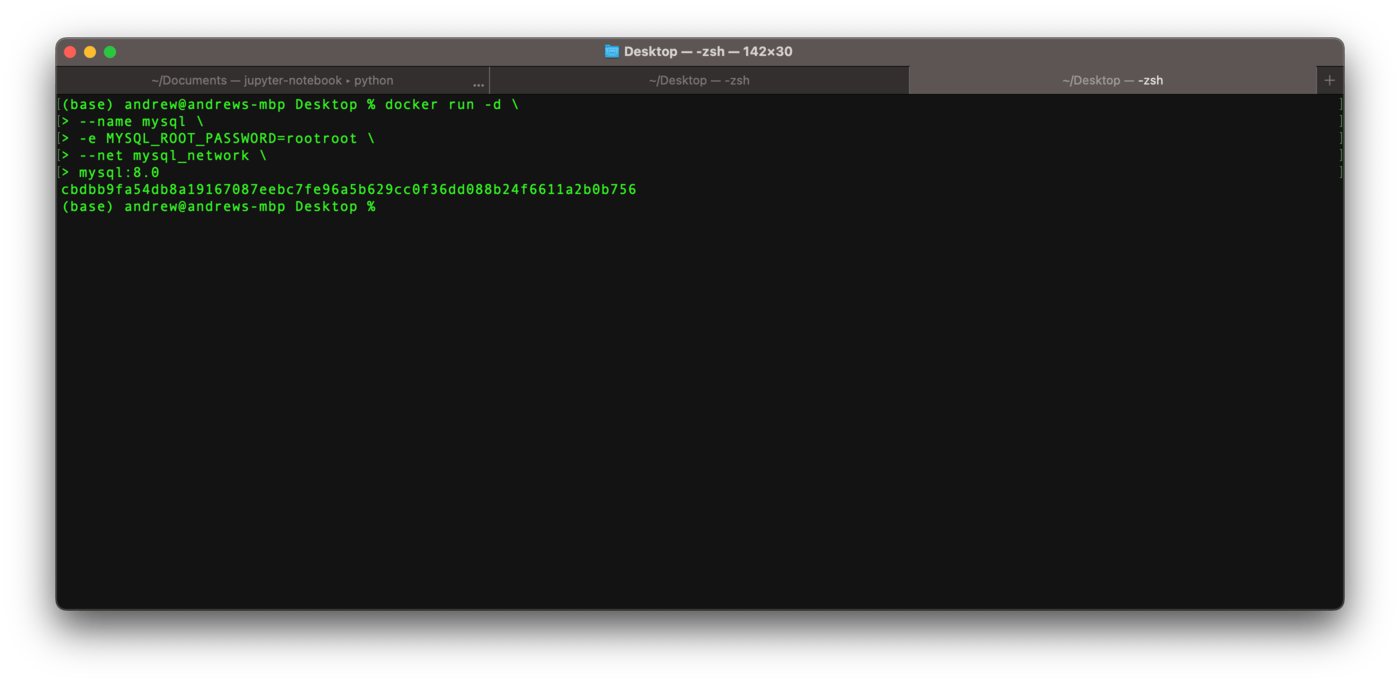 Desktop — -zsh — 142×30
~/Documents — jupyter-notebook ▸ python ...
~/Desktop — -zsh
~/Desktop — -zsh
+
[(base) andrew@andrews-mbp Desktop % docker run -d \ ]
[> --name mysql \ ]
[> -e MYSQL_ROOT_PASSWORD=rootroot \ ]
[> --net mysql_network \ ]
[> mysql:8.0 ]
cbdbb9fa54db8a19167087eebc7fe96a5b629cc0f36dd088b24f6611a2b0b756
(base) andrew@andrews-mbp Desktop %